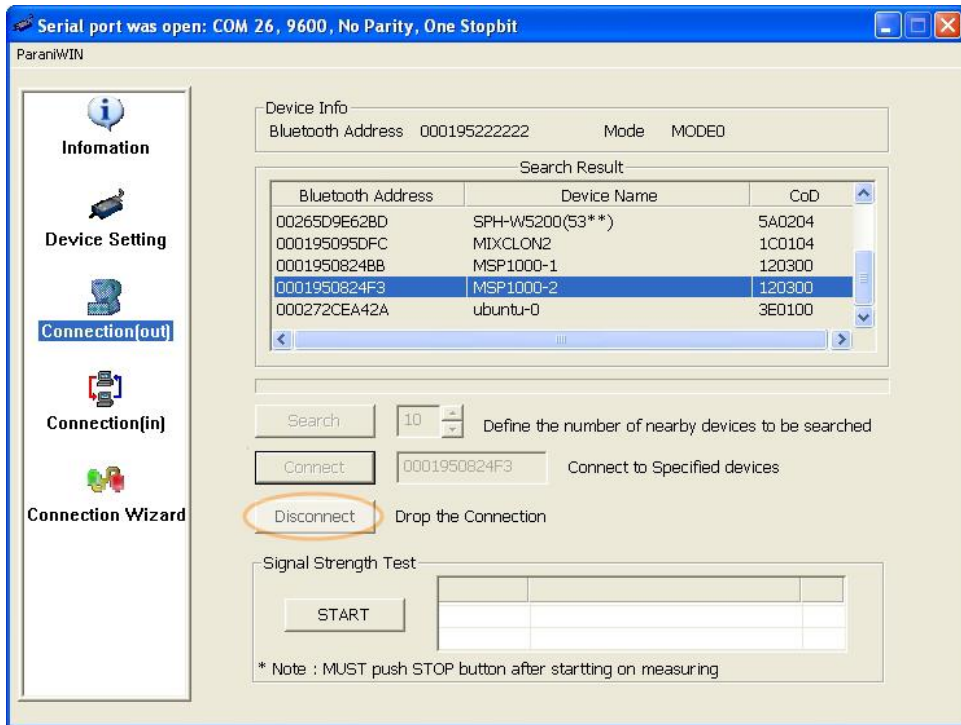 Serial port was open: COM 26, 9600, No Parity, One Stopbit
ParaniWIN
Infomation
Device Setting
Connection(out)
Connection(in)
Connection Wizard
Device Info
Bluetooth Address 000195222222 Mode MODE0
Search Result
Bluetooth Address Device Name CoD
00265D9E62BD SPH-W5200(53**) 5A0204
000195095DFC MIXCLON2 1C0104
0001950824BB MSP1000-1 120300
0001950824F3 MSP1000-2 120300
000272CEA42A ubuntu-0 3E0100
Search 10 Define the number of nearby devices to be searched
Connect 0001950824F3 Connect to Specified devices
Disconnect Drop the Connection
Signal Strength Test
START
* Note : MUST push STOP button after startting on measuring